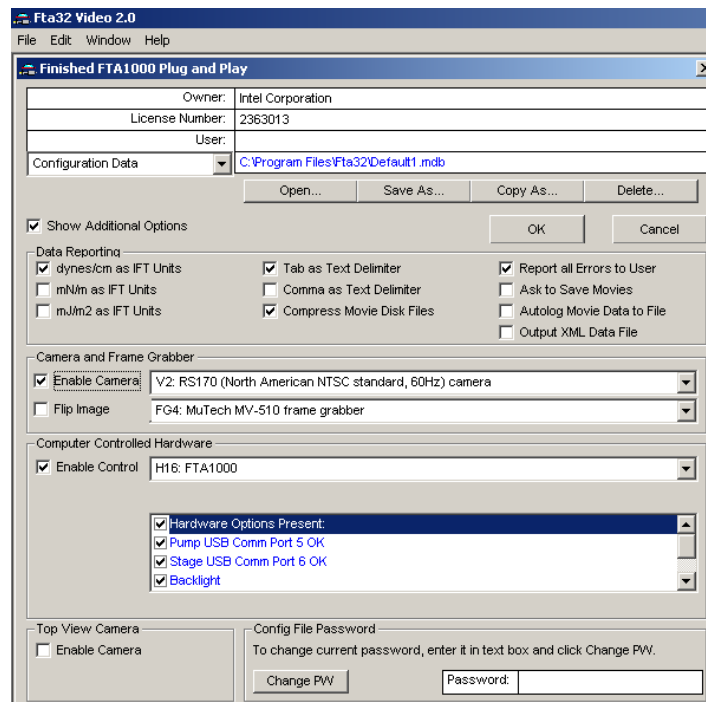 Fta32 Video 2.0
File Edit Window Help
Finished FTA1000 Plug and Play
Owner: Intel Corporation
License Number: 2363013
User:
Configuration Data C:\Program Files\Fta32\Default1.mdb
Open... Save As... Copy As... Delete...
Show Additional Options OK Cancel
Data Reporting
dynes/cm as IFT Units Tab as Text Delimiter Report all Errors to User
mN/m as IFT Units Comma as Text Delimiter Ask to Save Movies
mJ/m2 as IFT Units Compress Movie Disk Files Autolog Movie Data to File
Output XML Data File
Camera and Frame Grabber
Enable Camera V2: RS170 (North American NTSC standard, 60Hz) camera
Flip Image FG4: MuTech MV-510 frame grabber
Computer Controlled Hardware
Enable Control H16: FTA1000
Hardware Options Present:
Pump USB Comm Port 5 OK
Stage USB Comm Port 6 OK
Backlight
Top View Camera Config File Password
Enable Camera To change current password, enter it in text box and click Change PW.
Change PW Password: